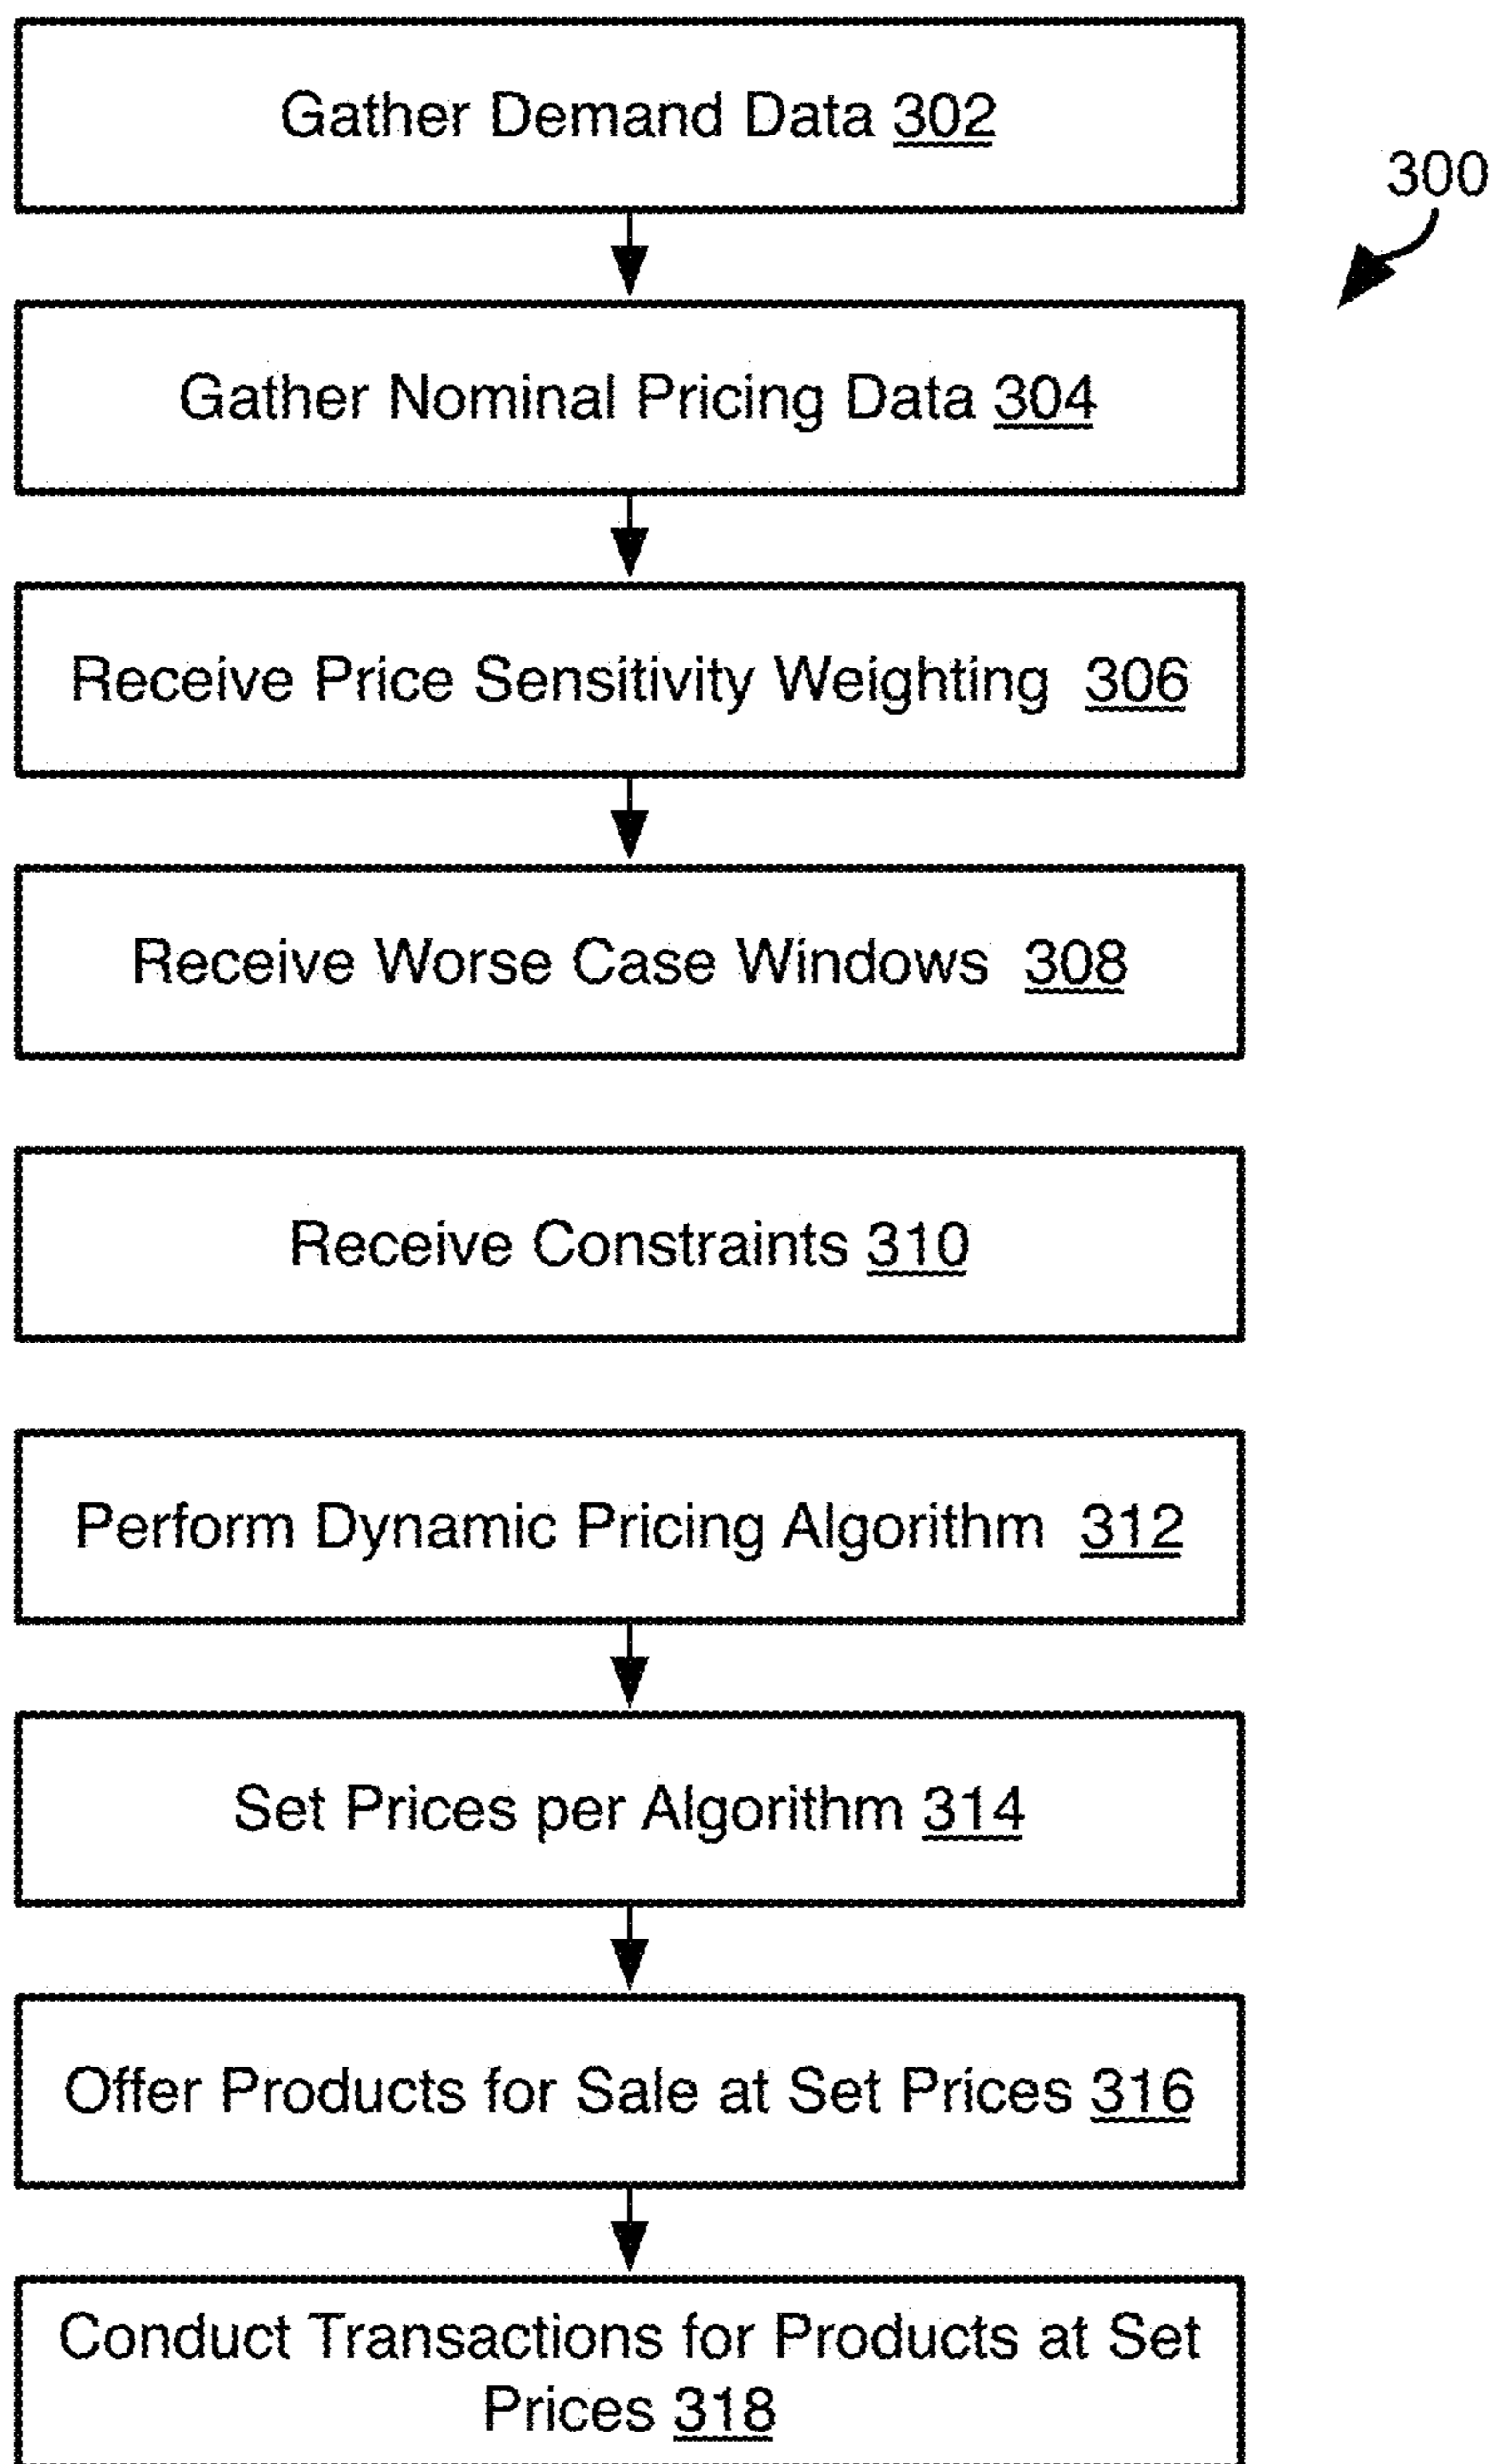 Gather Demand Data 302
300
Gather Nominal Pricing Data 304
Receive Price Sensitivity Weighting 306
Receive Worse Case Windows 308
Receive Constraints 310
Perform Dynamic Pricing Algorithm 312
Set Prices per Algorithm 314
Offer Products for Sale at Set Prices 316
Conduct Transactions for Products at Set
Prices 318